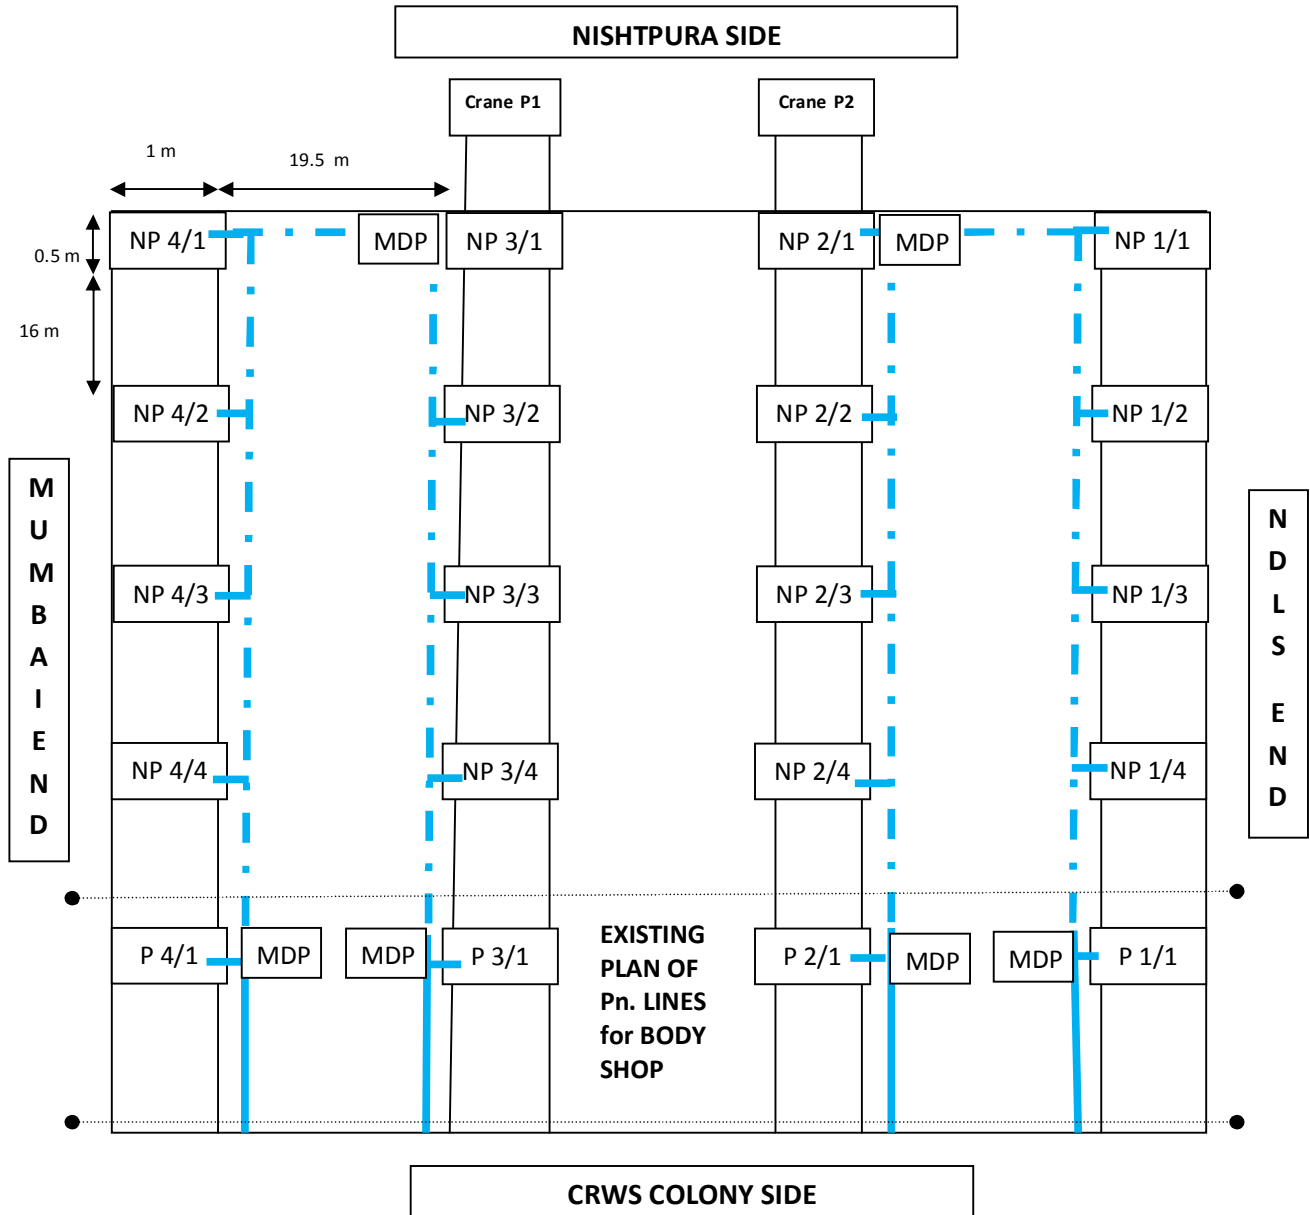 NISHTPURA SIDE
Crane P1
Crane P2
1 m
19.5 m
0.5 m
16 m
NP 4/1
MDP
NP 3/1
NP 2/1
MDP
NP 1/1
NP 4/2
NP 3/2
NP 2/2
NP 1/2
M
U
M
B
A
I
E
N
D
N
D
L
S
E
N
D
NP 4/3
NP 3/3
NP 2/3
NP 1/3
NP 4/4
NP 3/4
NP 2/4
NP 1/4
P 4/1
MDP
MDP
P 3/1
EXISTING
PLAN OF
Pn. LINES
for BODY
SHOP
P 2/1
MDP
MDP
P 1/1
CRWS COLONY SIDE